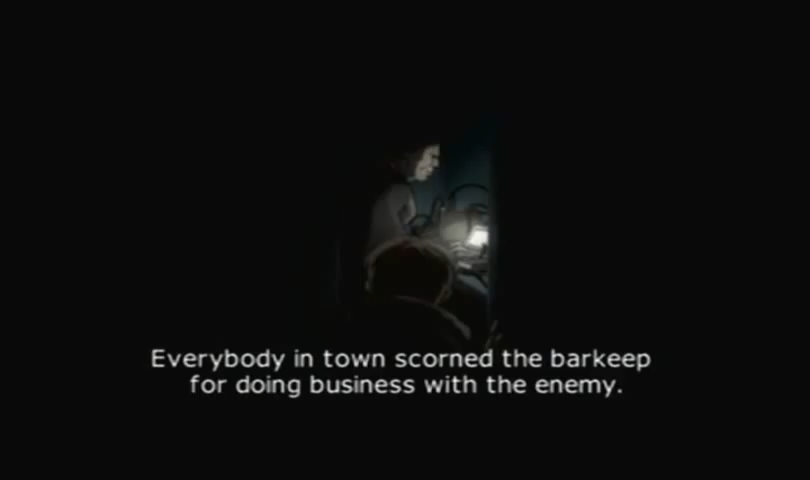 Everybody in town scorned the barkeep
for doing business with the enemy.